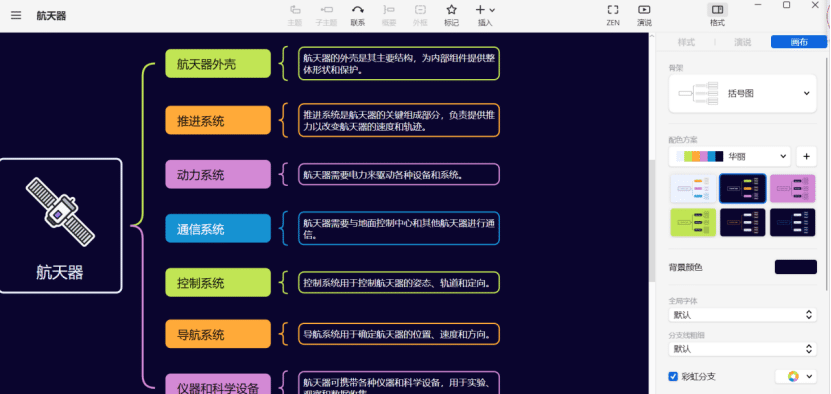 航天器
主题
子主题
联系
概要
外框
标记
插入
ZEN
演说
格式
航天器
航天器外壳
航天器的外壳是其主要结构，为内部组件提供整
体形状和保护。
推进系统
推进系统是航天器的关键组成部分，负责提供推
力以改变航天器的速度和轨迹。
动力系统
航天器需要电力来驱动各种设备和系统。
通信系统
航天器需要与地面控制中心和其他航天器进行通
信。
控制系统
控制系统用于控制航天器的姿态、轨道和定向。
导航系统
导航系统用于确定航天器的位置、速度和方向。
仪器和科学设备
航天器可携带各种仪器和科学设备，用于实验、
观察和数据收集
样式
演说
画布
骨架
括号图
配色方案
华丽
背景颜色
全局字体
默认
分支线粗细
默认
彩虹分支